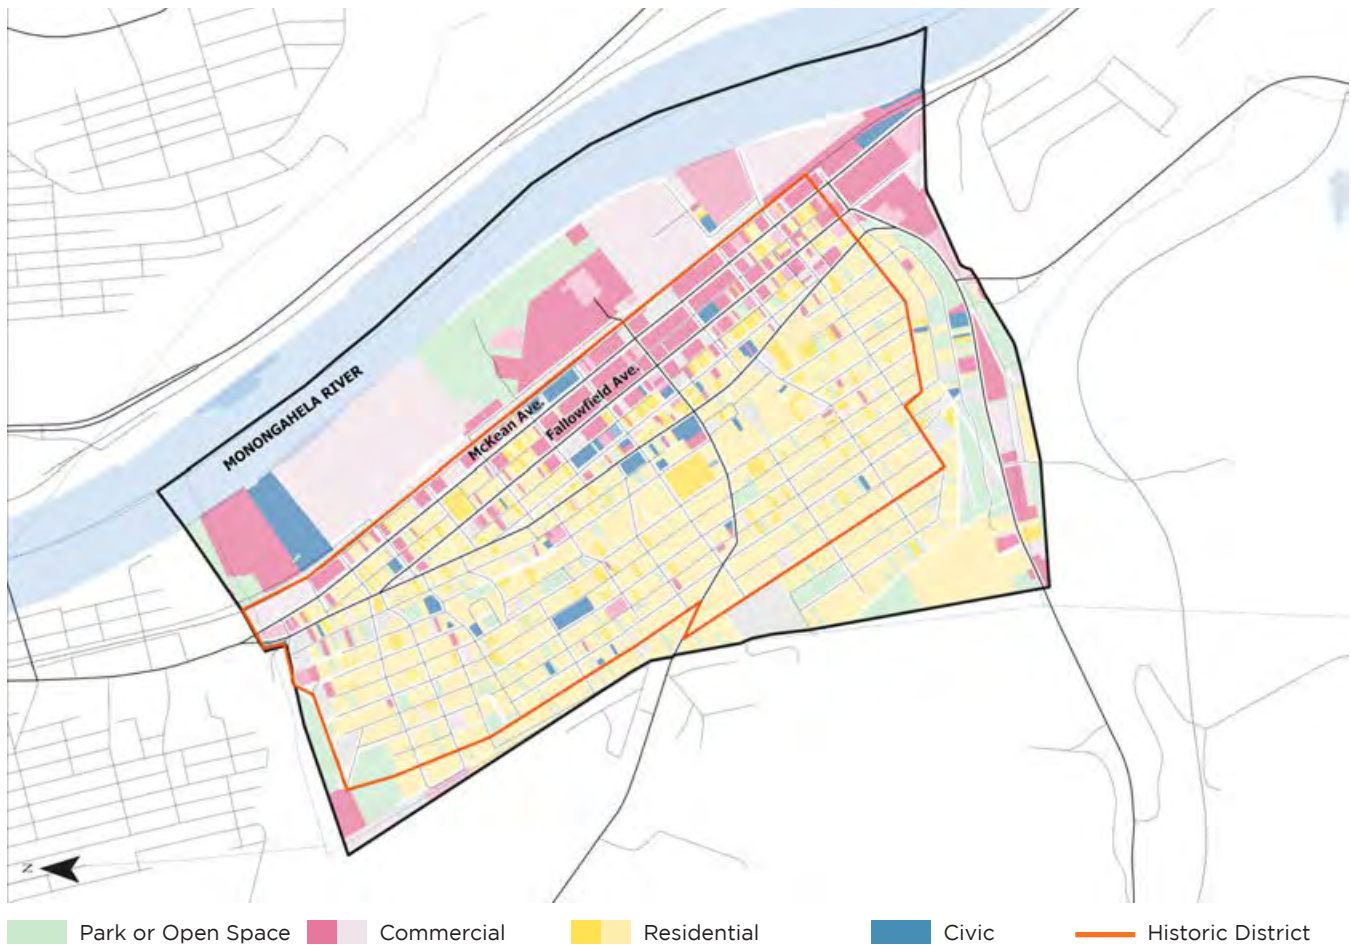 MONONGAHELA RIVER
McKean Ave.
Fallowfield Ave.
N
Park or Open Space
Commercial
Residential
Civic
Historic District